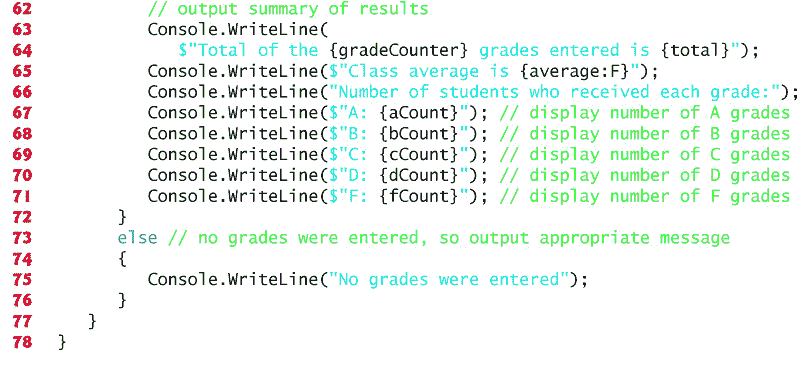 62 // output summary of results
63 Console.WriteLine(
64 $"Total of the {gradeCounter} grades entered is {total}");
65 Console.WriteLine($"Class average is {average:F}");
66 Console.WriteLine("Number of students who received each grade:");
67 Console.WriteLine($"A: {aCount}"); // display number of A grades
68 Console.WriteLine($"B: {bCount}"); // display number of B grades
69 Console.WriteLine($"C: {cCount}"); // display number of C grades
70 Console.WriteLine($"D: {dCount}"); // display number of D grades
71 Console.WriteLine($"F: {fCount}"); // display number of F grades
72 }
73 else // no grades were entered, so output appropriate message
74 {
75 Console.WriteLine("No grades were entered");
76 }
77 }
78 }